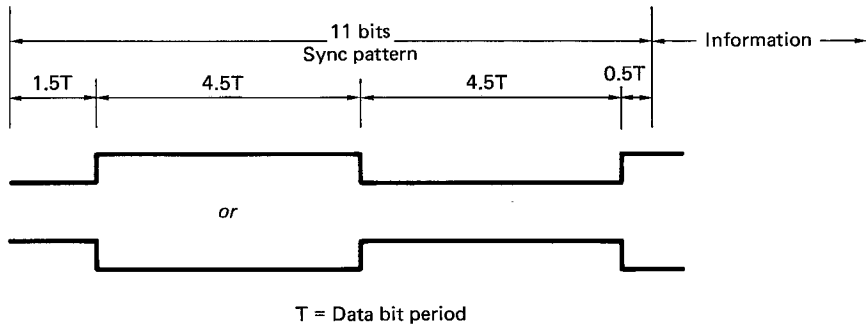 11 bits
Sync pattern
Information
1.5T
4.5T
4.5T
0.5T
or
T = Data bit period